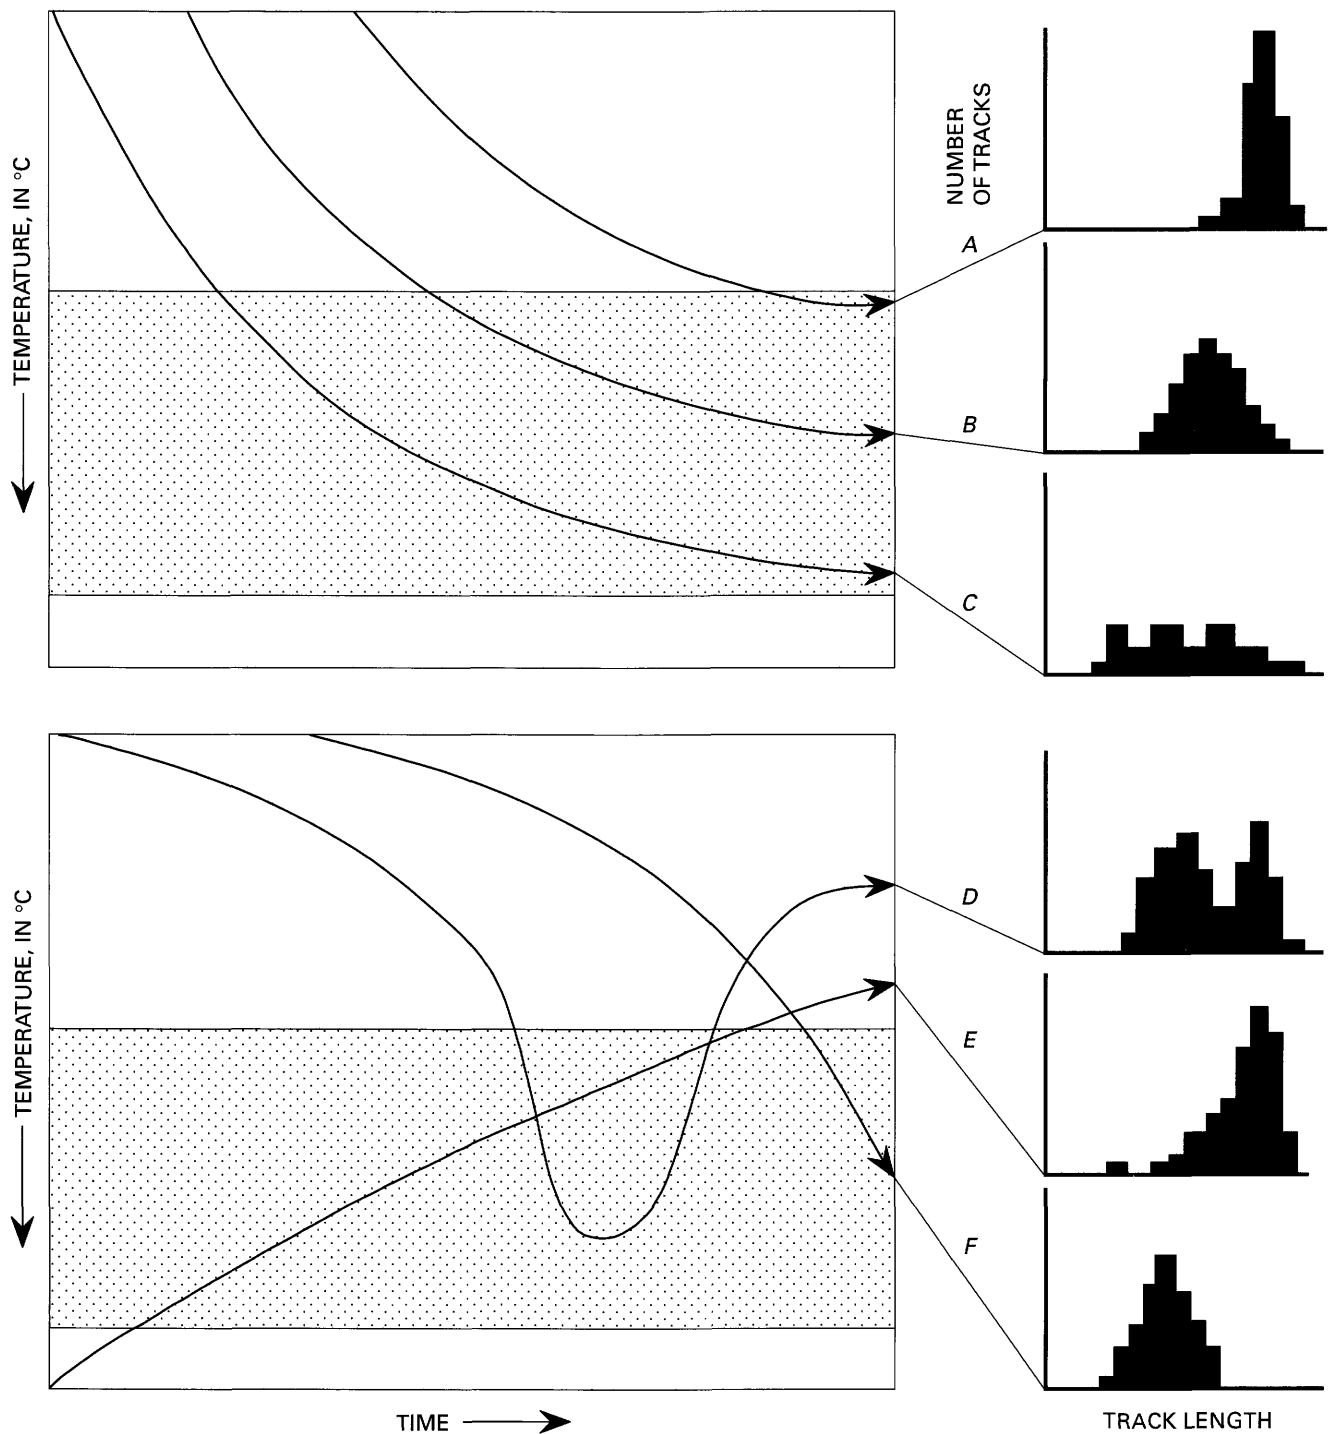 TEMPERATURE, IN °C
NUMBER
OF TRACKS
A
B
C
TEMPERATURE, IN °C
D
E
F
TIME
TRACK LENGTH